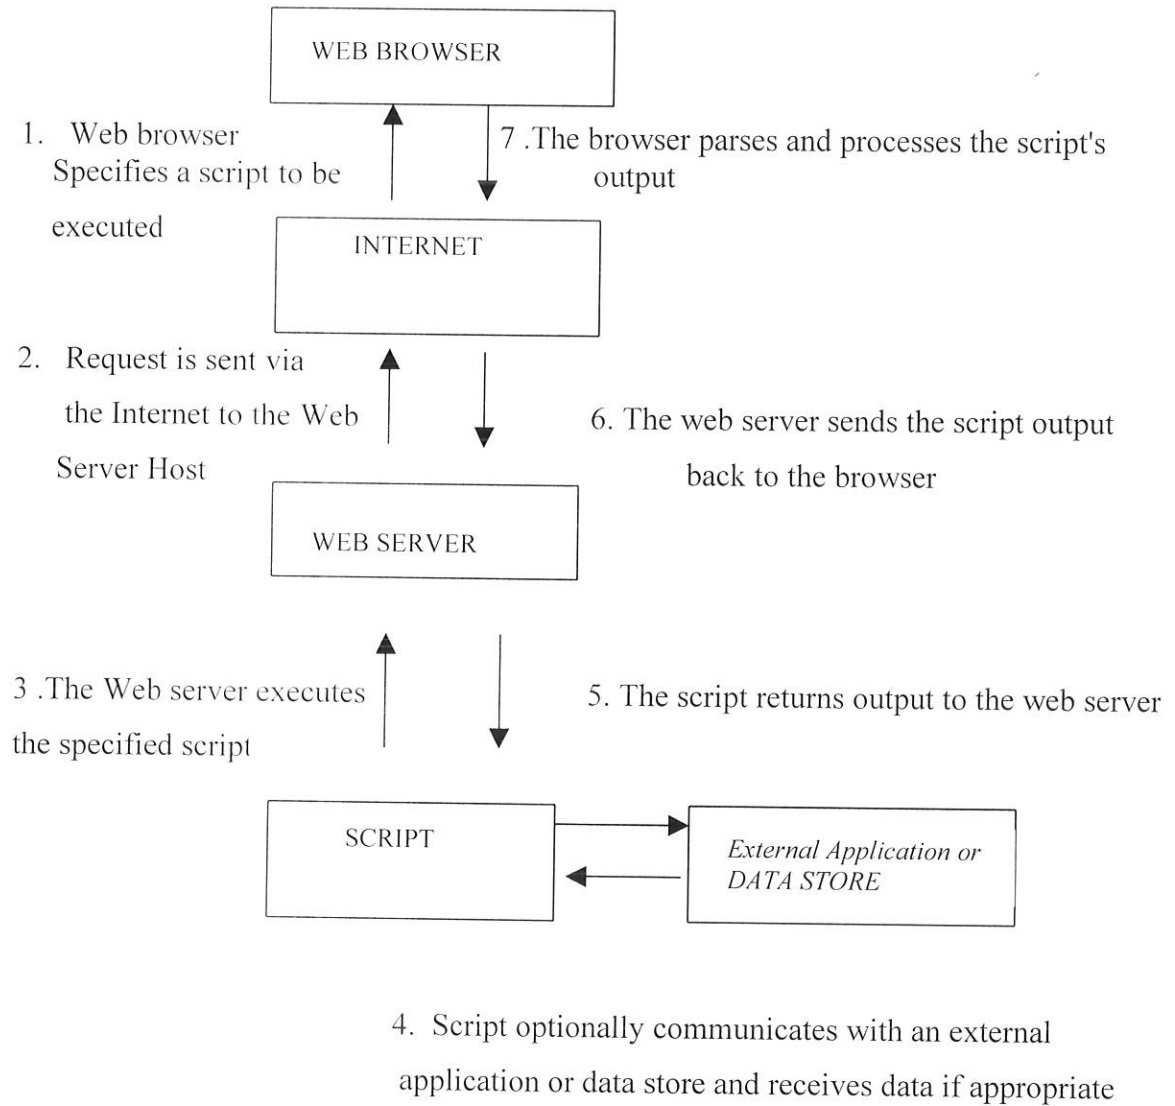 WEB BROWSER
1. Web browser
Specifies a script to be
executed
7 .The browser parses and processes the script's
output
INTERNET
2. Request is sent via
the Internet to the Web
Server Host
6. The web server sends the script output
back to the browser
WEB SERVER
3 .The Web server executes
the specified script
5. The script returns output to the web server
SCRIPT
External Application or
DATA STORE
4. Script optionally communicates with an external
application or data store and receives data if appropriate